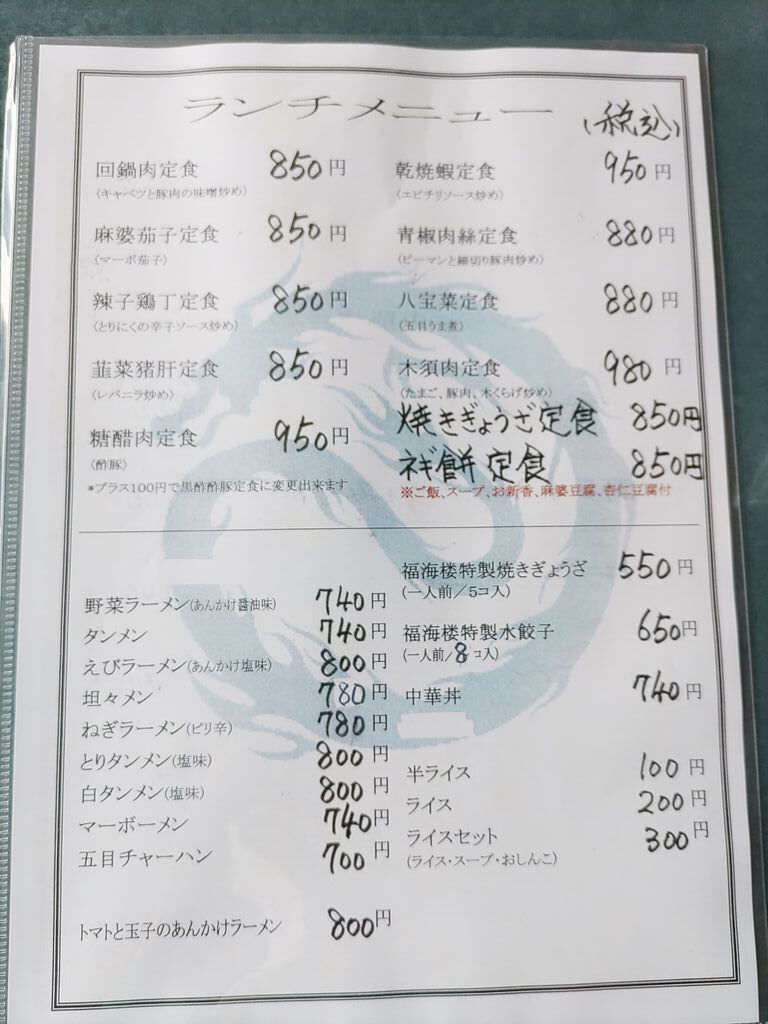 ランチメニュー (税込)
回鍋肉定食 850円
(キャベツと豚肉の味噌炒め)
麻婆茄子定食 850円
(マーボ茄子)
辣子鶏丁定食 850円
(とりにくの辛子ソース炒め)
韮菜猪肝定食 850円
(レバニラ炒め)
糖醋肉定食 950円
(酢豚)
*プラス100円で黒酢酢豚定食に変更出来ます
乾焼蝦定食 950円
(エビチリソース炒め)
青椒肉絲定食 880円
(ピーマンと細切り豚肉炒め)
八宝菜定食 880円
(五目うま煮)
木須肉定食 980円
(たまご、豚肉、木くらげ炒め)
焼きぎょうざ定食 850円
ネギ餅定食 850円
※ご飯、スープ、お新香、麻婆豆腐、杏仁豆腐付
野菜ラーメン(あんかけ醤油味) 740円
タンメン 740円
えびラーメン(あんかけ塩味) 800円
坦々メン 780円
ねぎラーメン(ピリ辛) 780円
とりタンメン(塩味) 800円
白タンメン(塩味) 800円
マーボーメン 740円
五目チャーハン 700円
トマトと玉子のあんかけラーメン 800円
福海楼特製焼きぎょうざ 550円
(一人前/5コ入)
福海楼特製水餃子 650円
(一人前/8コ入)
中華丼 740円
半ライス 100円
ライス 200円
ライスセット 300円
(ライス・スープ・おしんこ)